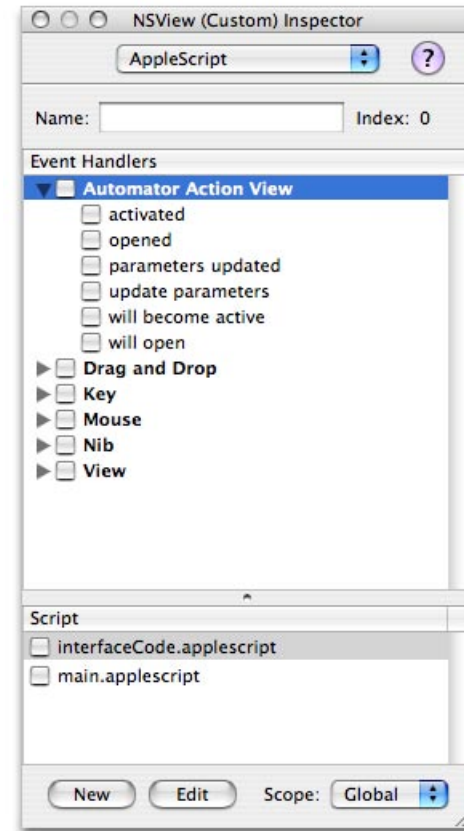 NSView (Custom) Inspector
AppleScript
?
Name:
Index: 0
Event Handlers
Automator Action View
activated
opened
parameters updated
update parameters
will become active
will open
Drag and Drop
Key
Mouse
Nib
View
Script
interfaceCode.applescript
main.applescript
New Edit Scope: Global